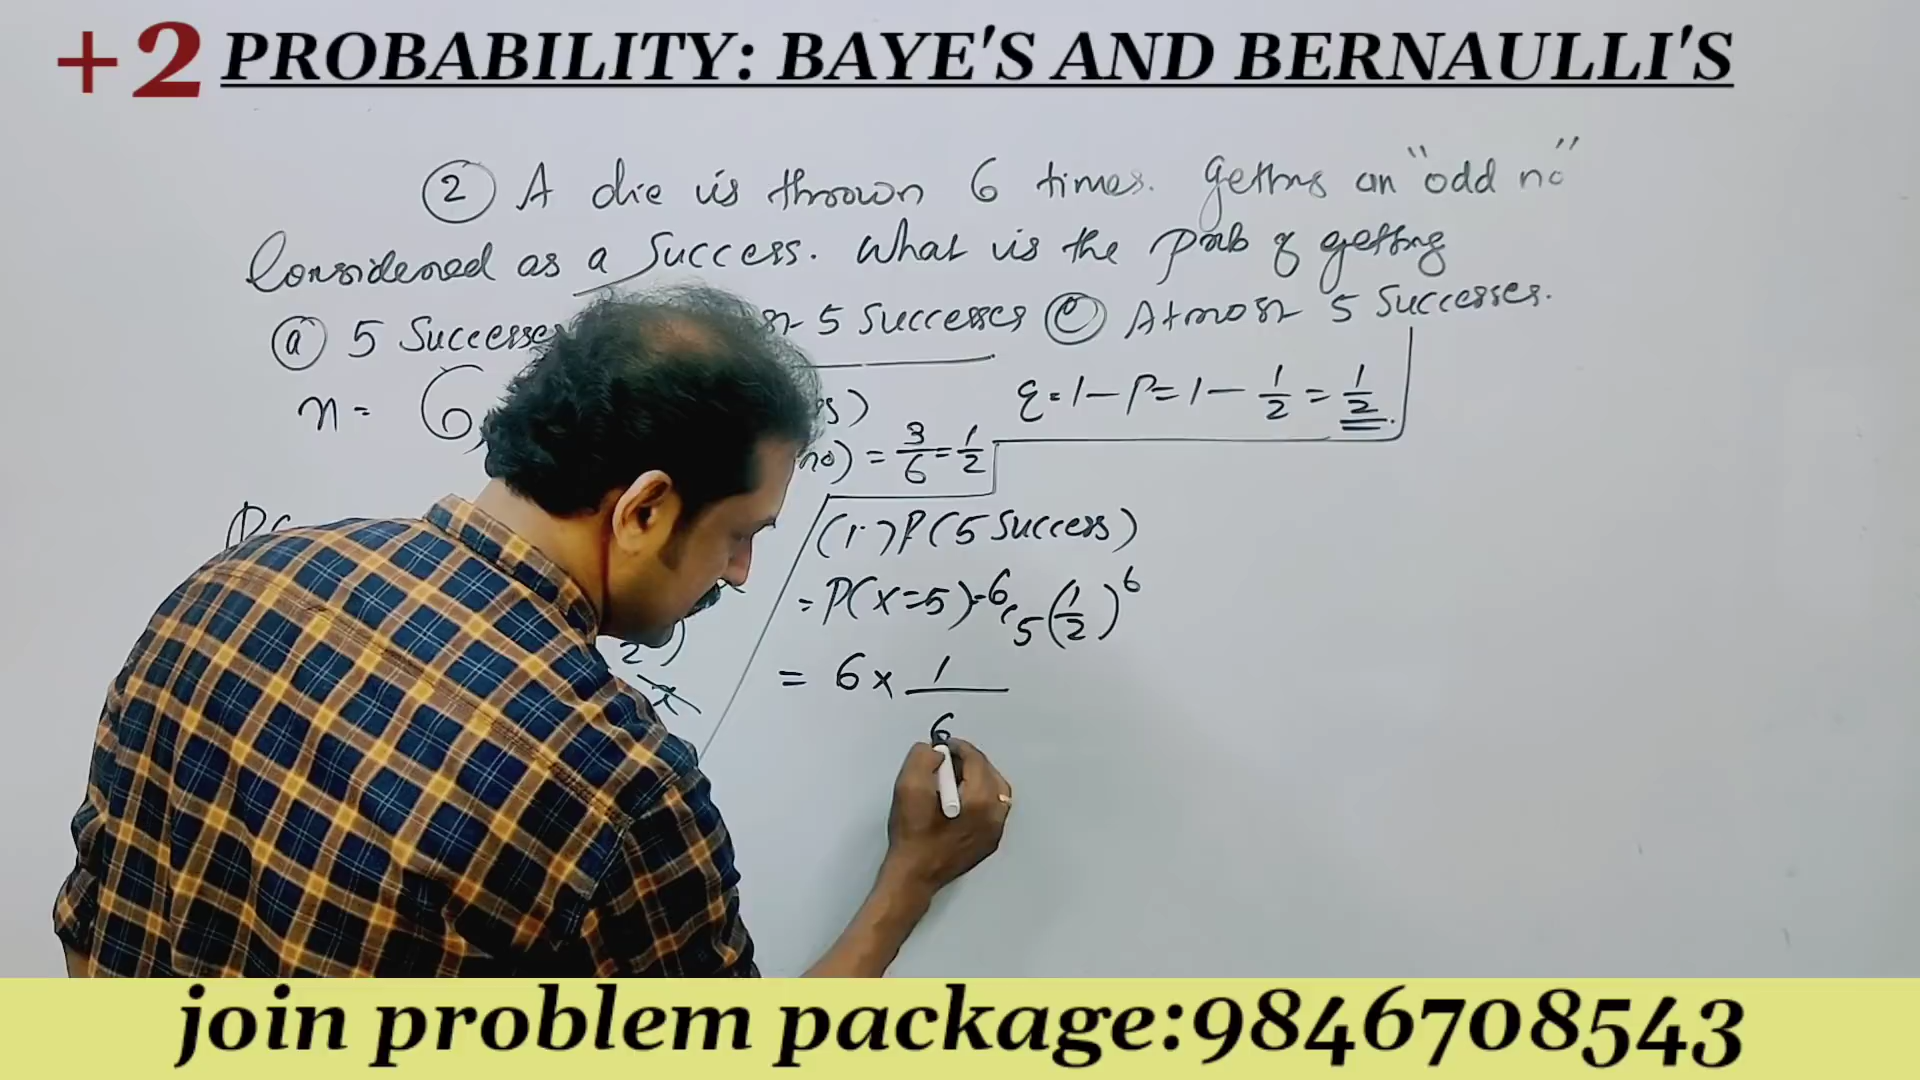 +2 PROBABILITY: BAYE'S AND BERNAULLI'S
② A die is thrown 6 times. Getting an "odd no"
Considered as a Success. What is the Prob of getting
ⓐ 5 Successes 5 Successes ⓒ Atmost 5 Successes.
n = 6,
q = 1 - P = 1 - 1/2 = 1/2.
no) = 3/6 = 1/2
(i) P(5 Success)
= P(x=5) = 6c5 (1/2)^6
= 6 × 1/6
join problem package:9846708543